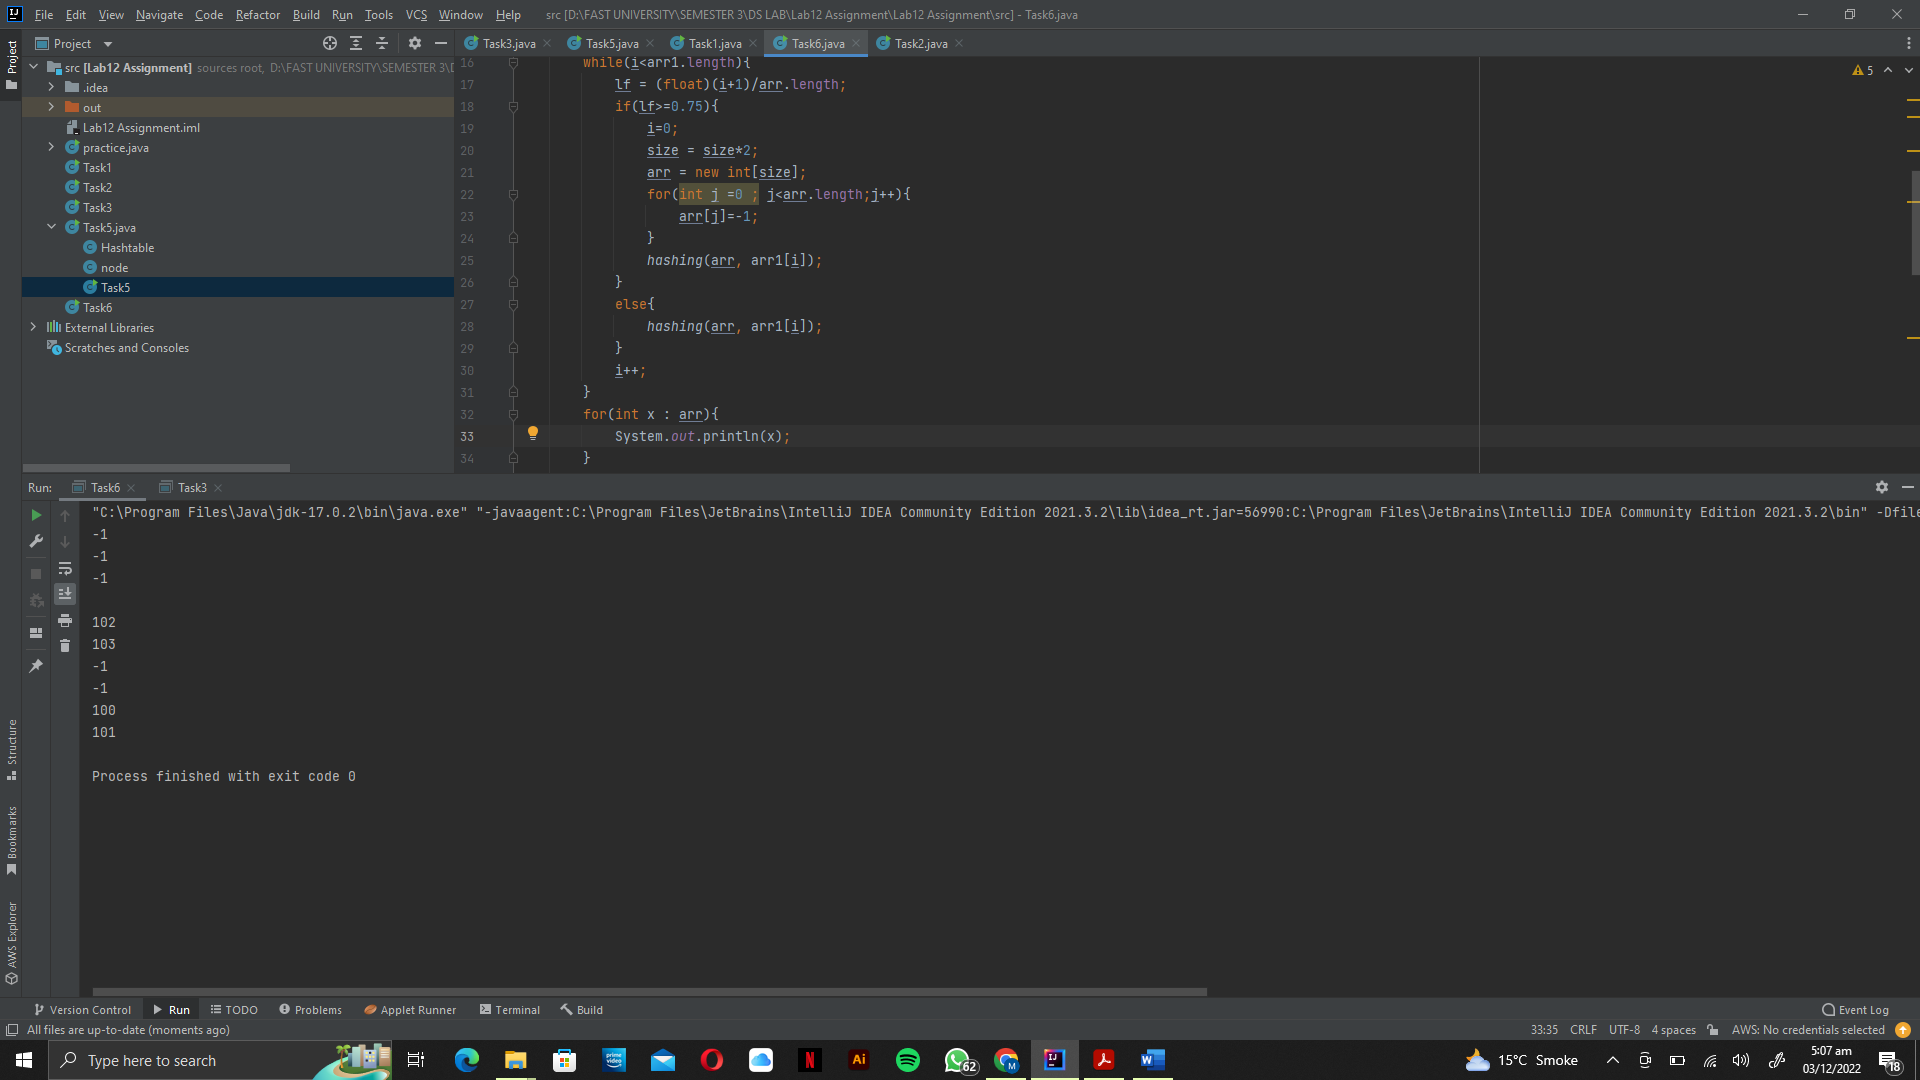 File Edit View Navigate Code Refactor Build Run Tools VCS Window Help src [D:\FAST UNIVERSITY\SEMESTER 3\DS LAB\Lab12 Assignment\Lab12 Assignment\src] - Task6.java
Project
Project
Task3.java Task5.java Task1.java Task6.java Task2.java
src [Lab12 Assignment] sources root, D:\FAST UNIVERSITY\SEMESTER 3\D
.idea
out
Lab12 Assignment.iml
practice.java
Task1
Task2
Task3
Task5.java
Hashtable
node
Task5
Task6
External Libraries
Scratches and Consoles
5
16 while(i<arr1.length){
17 lf = (float)(i+1)/arr.length;
18 if(lf>=0.75){
19 i=0;
20 size = size*2;
21 arr = new int[size];
22 for(int j =0 ; j<arr.length;j++){
23 arr[j]=-1;
24 }
25 hashing(arr, arr1[i]);
26 }
27 else{
28 hashing(arr, arr1[i]);
29 }
30 i++;
31 }
32 for(int x : arr){
33 System.out.println(x);
34 }
Run: Task6 Task3
"C:\Program Files\Java\jdk-17.0.2\bin\java.exe" "-javaagent:C:\Program Files\JetBrains\IntelliJ IDEA Community Edition 2021.3.2\lib\idea_rt.jar=56990:C:\Program Files\JetBrains\IntelliJ IDEA Community Edition 2021.3.2\bin" -Dfile
-1
-1
-1
102
103
-1
-1
100
101
Process finished with exit code 0
Structure
Bookmarks
AWS Explorer
Version Control Run TODO Problems Applet Runner Terminal Build Event Log
All files are up-to-date (moments ago) 33:35 CRLF UTF-8 4 spaces AWS: No credentials selected
Type here to search
prime video
N
Ai
62
M
IJ
W
15°C Smoke
5:07 am
03/12/2022
18